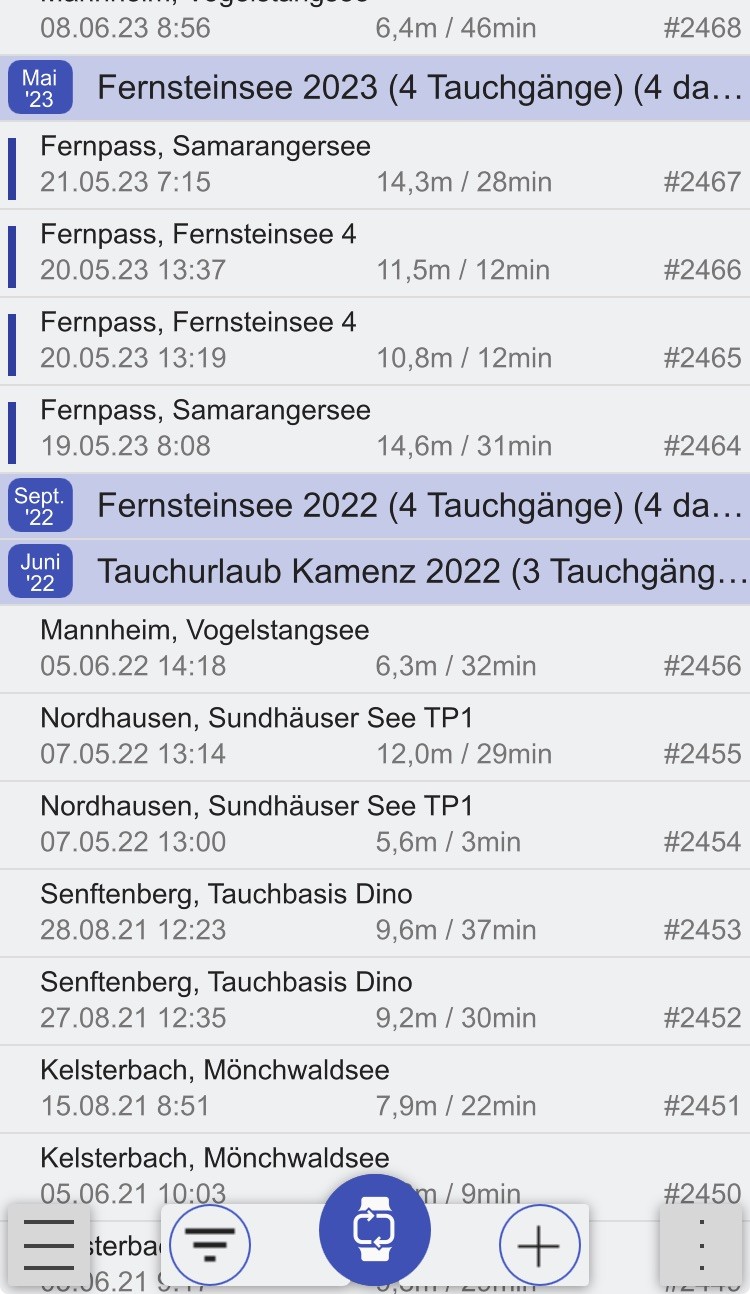 08.06.23 8:56 6,4m / 46min #2468
Mai '23 Fernsteinsee 2023 (4 Tauchgänge) (4 da…
Fernpass, Samarangersee
21.05.23 7:15 14,3m / 28min #2467
Fernpass, Fernsteinsee 4
20.05.23 13:37 11,5m / 12min #2466
Fernpass, Fernsteinsee 4
20.05.23 13:19 10,8m / 12min #2465
Fernpass, Samarangersee
19.05.23 8:08 14,6m / 31min #2464
Sept. '22 Fernsteinsee 2022 (4 Tauchgänge) (4 da…
Juni '22 Tauchurlaub Kamenz 2022 (3 Tauchgäng…
Mannheim, Vogelstangsee
05.06.22 14:18 6,3m / 32min #2456
Nordhausen, Sundhäuser See TP1
07.05.22 13:14 12,0m / 29min #2455
Nordhausen, Sundhäuser See TP1
07.05.22 13:00 5,6m / 3min #2454
Senftenberg, Tauchbasis Dino
28.08.21 12:23 9,6m / 37min #2453
Senftenberg, Tauchbasis Dino
27.08.21 12:35 9,2m / 30min #2452
Kelsterbach, Mönchwaldsee
15.08.21 8:51 7,9m / 22min #2451
Kelsterbach, Mönchwaldsee
05.06.21 10:03 m / 9min #2450